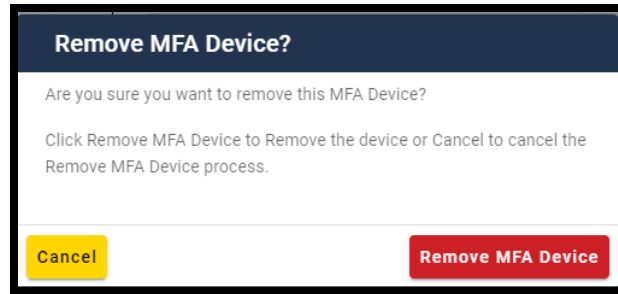 Remove MFA Device?
Are you sure you want to remove this MFA Device?
Click Remove MFA Device to Remove the device or Cancel to cancel the
Remove MFA Device process.
Cancel
Remove MFA Device